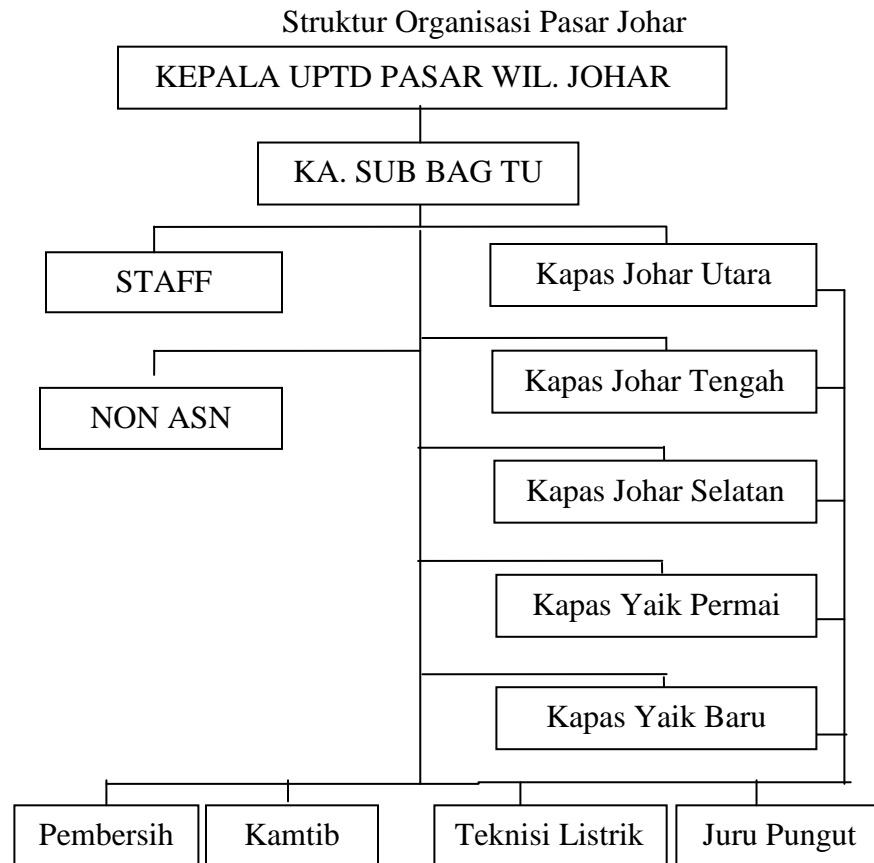 Struktur Organisasi Pasar Johar
KEPALA UPTD PASAR WIL. JOHAR
KA. SUB BAG TU
STAFF
Kapas Johar Utara
Kapas Johar Tengah
NON ASN
Kapas Johar Selatan
Kapas Yaik Permai
Kapas Yaik Baru
Pembersih
Kamtib
Teknisi Listrik
Juru Pungut